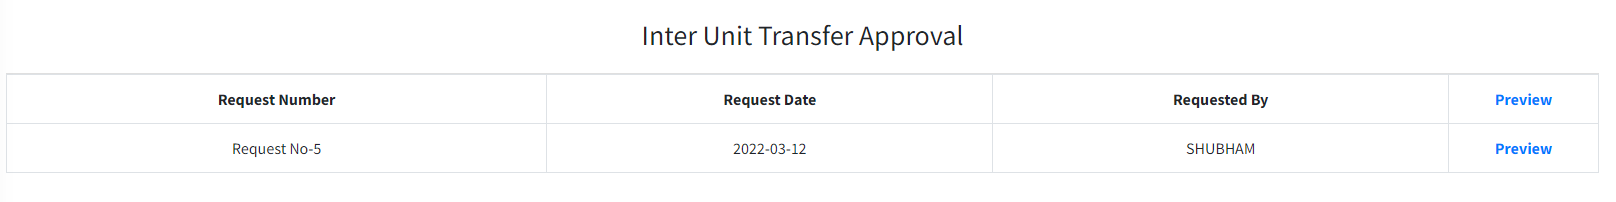 Inter Unit Transfer Approval
Request Number Request Date Requested By Preview
Request No-5 2022-03-12 SHUBHAM Preview